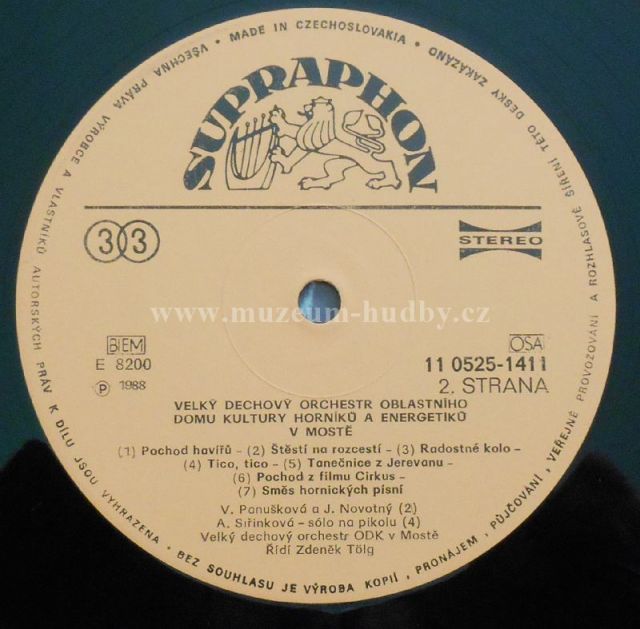 VŠECHNA PRÁVA VÝROBCE A VLASTNÍKŮ AUTORSKÝCH PRÁV K DÍLU JSOU VYHRAZENA • BEZ SOUHLASU JE VÝROBA KOPIÍ, PRONÁJEM, PŮJČOVÁNÍ, VEŘEJNÉ PROVOZOVÁNÍ A ROZHLASOVÉ ŠÍŘENÍ TÉTO DESKY ZAKÁZÁNO • MADE IN CZECHOSLOVAKIA •
SUPRAPHON
33
STEREO
www.muzeum-hudby.cz
BIEM
OSA
E 8200
11 0525-1411
℗ 1988
2. STRANA
VELKÝ DECHOVÝ ORCHESTR OBLASTNÍHO
DOMU KULTURY HORNÍKŮ A ENERGETIKŮ
V MOSTĚ
(1) Pochod havířů – (2) Štěstí na rozcestí – (3) Radostné kolo –
(4) Tico, tico – (5) Tanečnice z Jerevanu –
(6) Pochod z filmu Cirkus –
(7) Směs hornických písní
V. Panušková a J. Novotný (2)
A. Siřínková – sólo na pikolu (4)
Velký dechový orchestr ODK v Mostě
Řídí Zdeněk Tölg